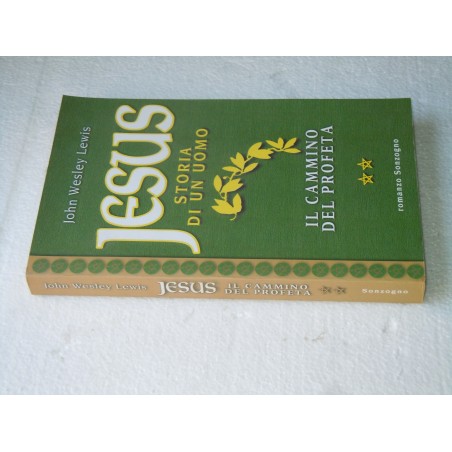 John Wesley Lewis
Jesus
STORIA
DI UN UOMO
IL CAMMINO
DEL PROFETA
romanzo Sonzogno
John Wesley Lewis
JESUS
IL CAMMINO
DEL PROFETA
Sonzogno